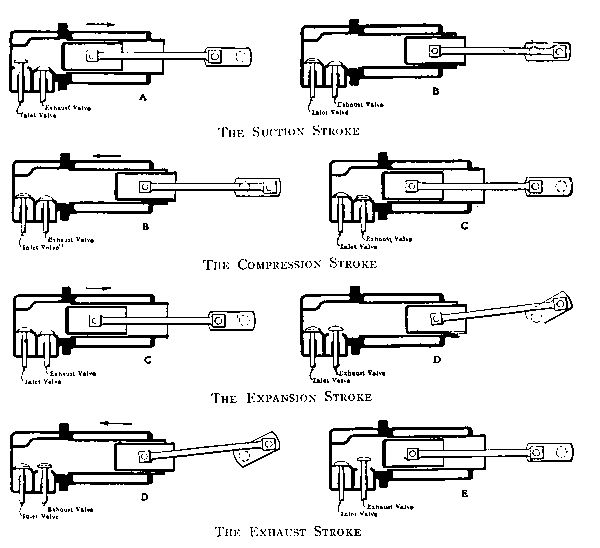 A
Exhaust Valve
Inlet Valve
B
Exhaust Valve
Inlet Valve
THE SUCTION STROKE
B
Exhaust Valve
Inlet Valve
C
Exhaust Valve
Inlet Valve
THE COMPRESSION STROKE
C
Exhaust Valve
Inlet Valve
D
Exhaust Valve
Inlet Valve
THE EXPANSION STROKE
D
Exhaust Valve
Inlet Valve
E
Exhaust Valve
Inlet Valve
THE EXHAUST STROKE